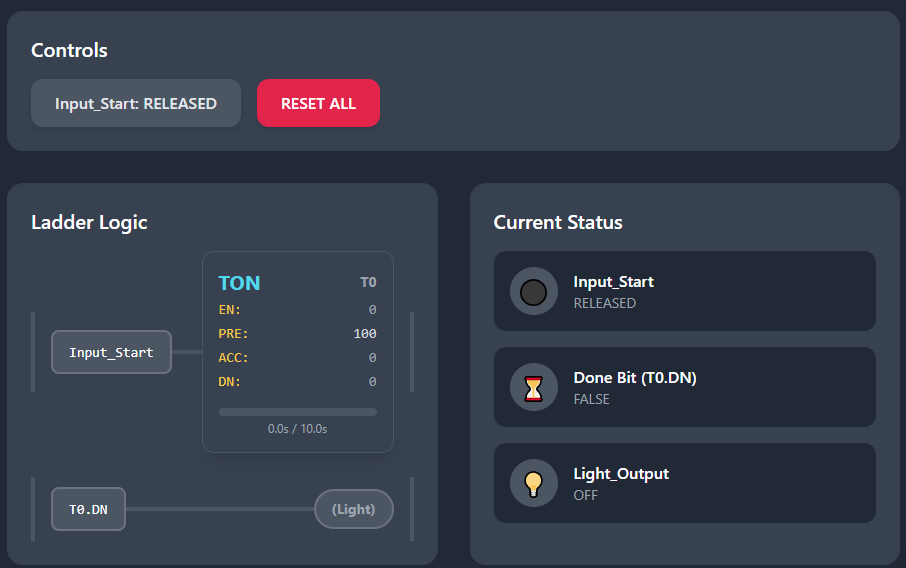 Controls
Input_Start: RELEASED
RESET ALL
Ladder Logic
TON T0
EN: 0
PRE: 100
ACC: 0
DN: 0
0.0s / 10.0s
Input_Start
T0.DN
(Light)
Current Status
Input_Start
RELEASED
Done Bit (T0.DN)
FALSE
Light_Output
OFF